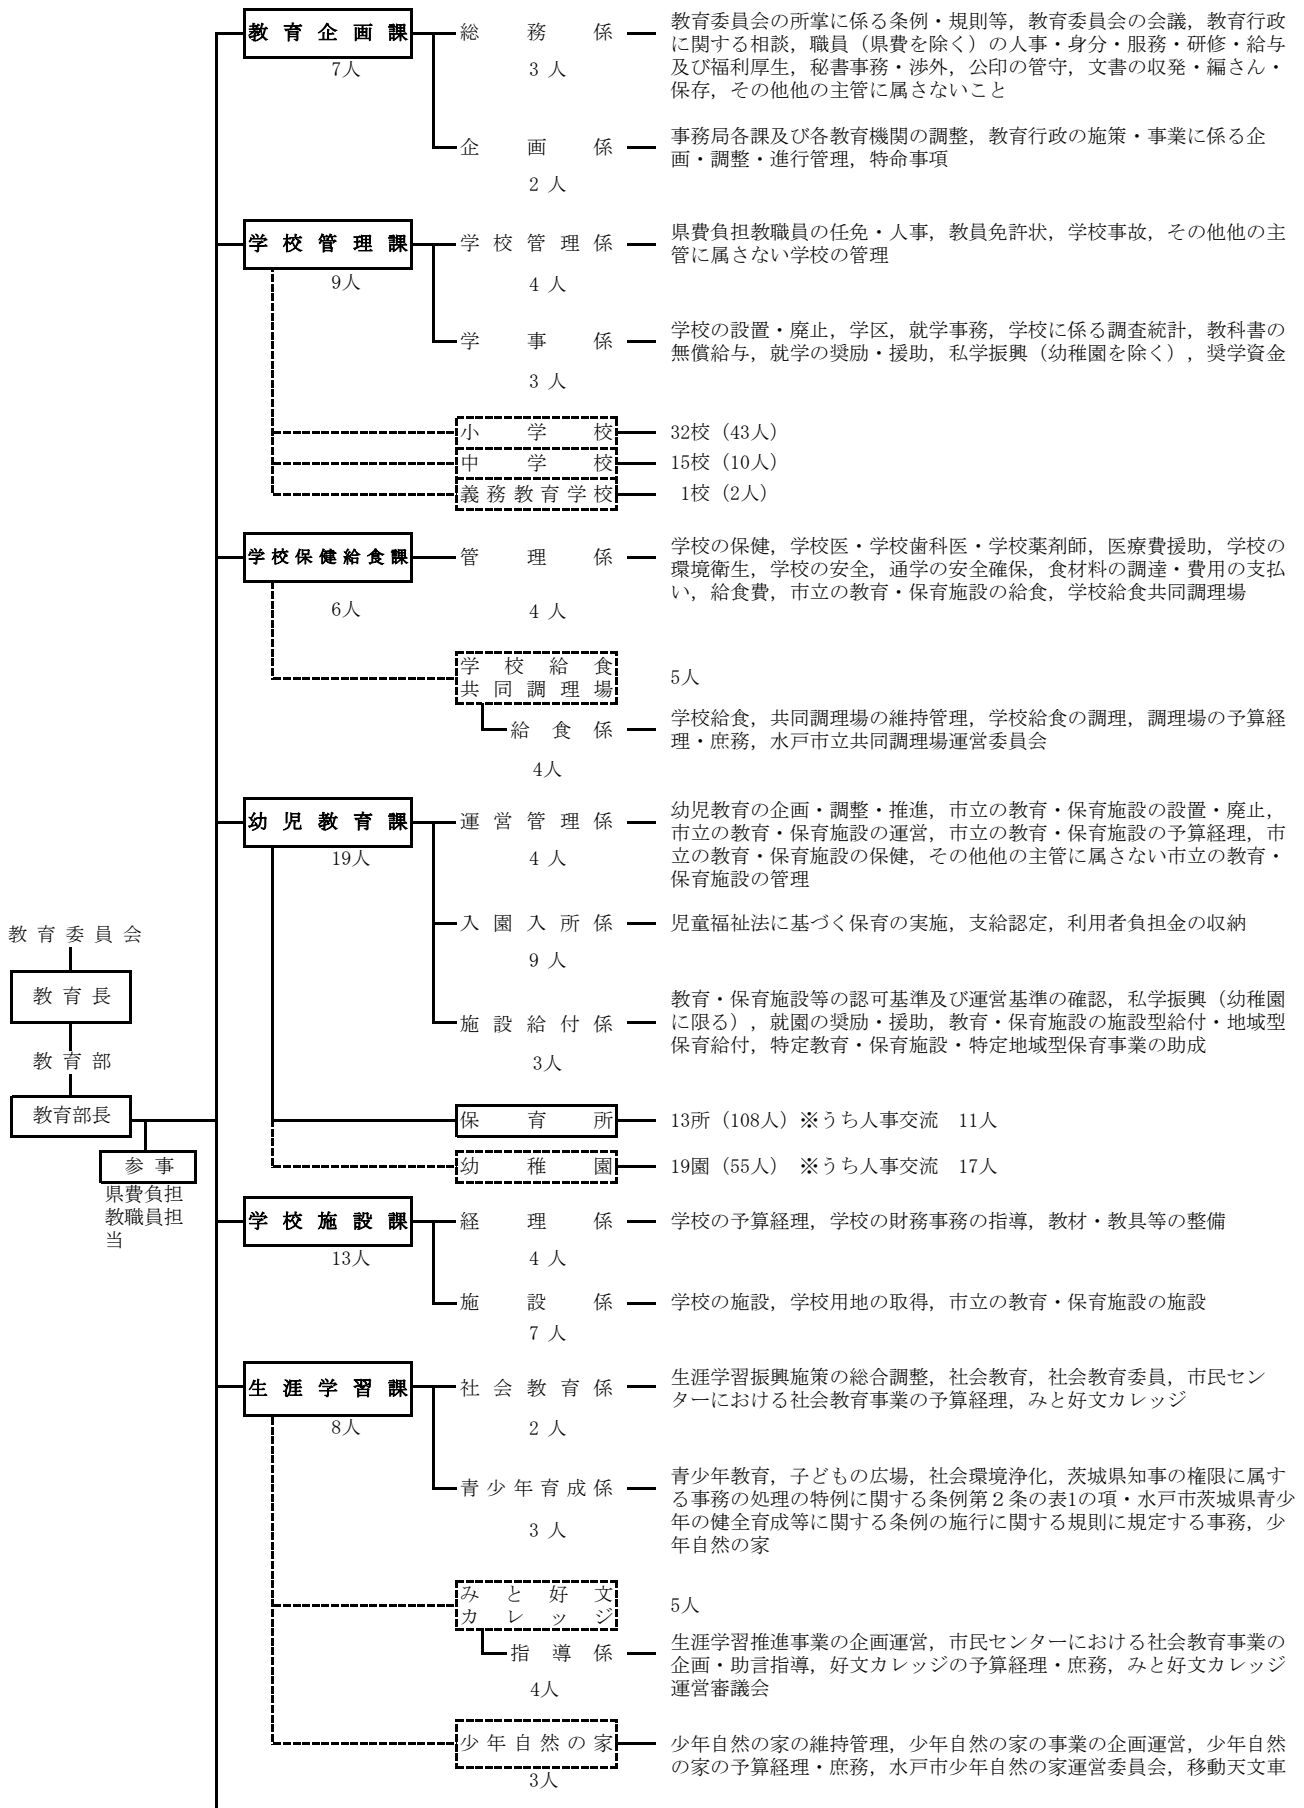 教育委員会
教育長
教育部
教育部長
参事
県費負担
教職員担
当
教育企画課
7人
総務係
3人
教育委員会の所掌に係る条例・規則等，教育委員会の会議，教育行政
に関する相談，職員（県費を除く）の人事・身分・服務・研修・給与
及び福利厚生，秘書事務・渉外，公印の管守，文書の収発・編さん・
保存，その他他の主管に属さないこと
企画係
2人
事務局各課及び各教育機関の調整，教育行政の施策・事業に係る企
画・調整・進行管理，特命事項
学校管理課
9人
学校管理係
4人
県費負担教職員の任免・人事，教員免許状，学校事故，その他他の主
管に属さない学校の管理
学事係
3人
学校の設置・廃止，学区，就学事務，学校に係る調査統計，教科書の
無償給与，就学の奨励・援助，私学振興（幼稚園を除く），奨学資金
小学校
32校（43人）
中学校
15校（10人）
義務教育学校
1校（2人）
学校保健給食課
6人
管理係
4人
学校の保健，学校医・学校歯科医・学校薬剤師，医療費援助，学校の
環境衛生，学校の安全，通学の安全確保，食材料の調達・費用の支払
い，給食費，市立の教育・保育施設の給食，学校給食共同調理場
学校給食
共同調理場
5人
給食係
4人
学校給食，共同調理場の維持管理，学校給食の調理，調理場の予算経
理・庶務，水戸市立共同調理場運営委員会
幼児教育課
19人
運営管理係
4人
幼児教育の企画・調整・推進，市立の教育・保育施設の設置・廃止，
市立の教育・保育施設の運営，市立の教育・保育施設の予算経理，市
立の教育・保育施設の保健，その他他の主管に属さない市立の教育・
保育施設の管理
入園入所係
9人
児童福祉法に基づく保育の実施，支給認定，利用者負担金の収納
施設給付係
3人
教育・保育施設等の認可基準及び運営基準の確認，私学振興（幼稚園
に限る），就園の奨励・援助，教育・保育施設の施設型給付・地域型
保育給付，特定教育・保育施設・特定地域型保育事業の助成
保育所
13所（108人）※うち人事交流　11人
幼稚園
19園（55人）　※うち人事交流　17人
学校施設課
13人
経理係
4人
学校の予算経理，学校の財務事務の指導，教材・教具等の整備
施設係
7人
学校の施設，学校用地の取得，市立の教育・保育施設の施設
生涯学習課
8人
社会教育係
2人
生涯学習振興施策の総合調整，社会教育，社会教育委員，市民セン
ターにおける社会教育事業の予算経理，みと好文カレッジ
青少年育成係
3人
青少年教育，子どもの広場，社会環境浄化，茨城県知事の権限に属す
る事務の処理の特例に関する条例第２条の表1の項・水戸市茨城県青少
年の健全育成等に関する条例の施行に関する規則に規定する事務，少
年自然の家
みと好文
カレッジ
5人
指導係
4人
生涯学習推進事業の企画運営，市民センターにおける社会教育事業の
企画・助言指導，好文カレッジの予算経理・庶務，みと好文カレッジ
運営審議会
少年自然の家
3人
少年自然の家の維持管理，少年自然の家の事業の企画運営，少年自然
の家の予算経理・庶務，水戸市少年自然の家運営委員会，移動天文車